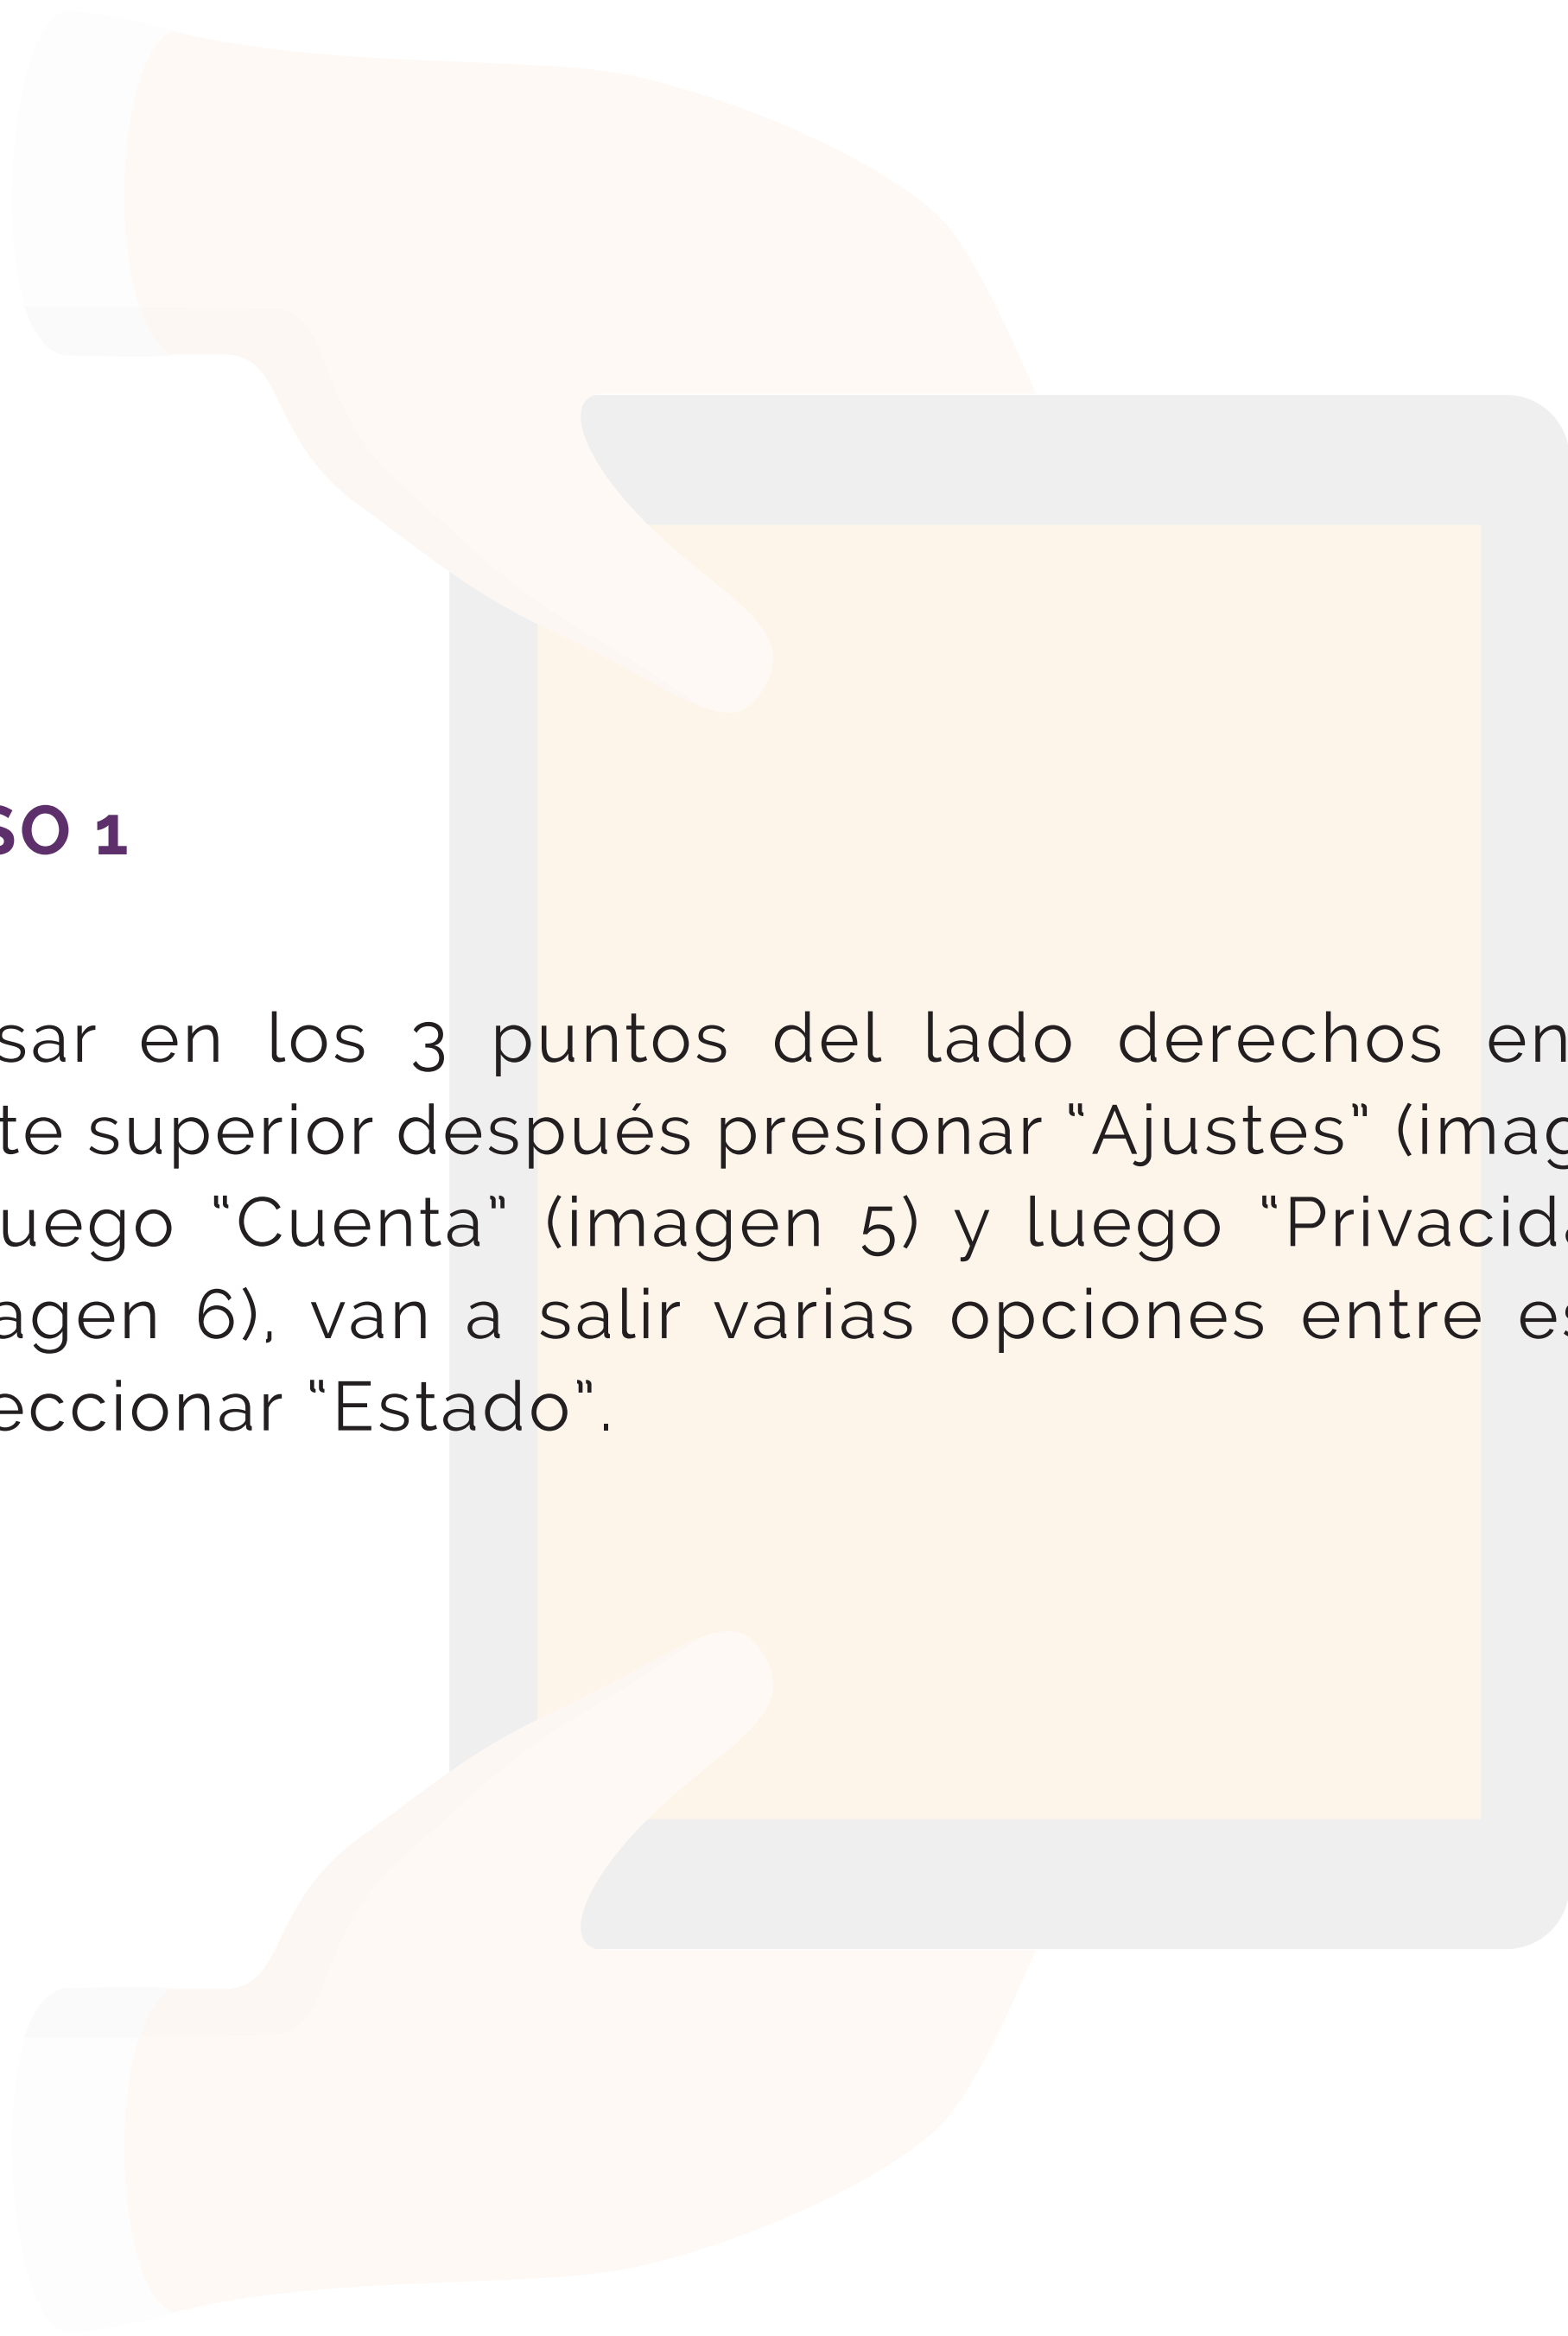 SO 1
sar en los 3 puntos del lado derechos en
te superior después presionar “Ajustes” (imag
uego “Cuenta” (imagen 5) y luego “Privacid
agen 6), van a salir varias opciones entre es
eccionar “Estado”.